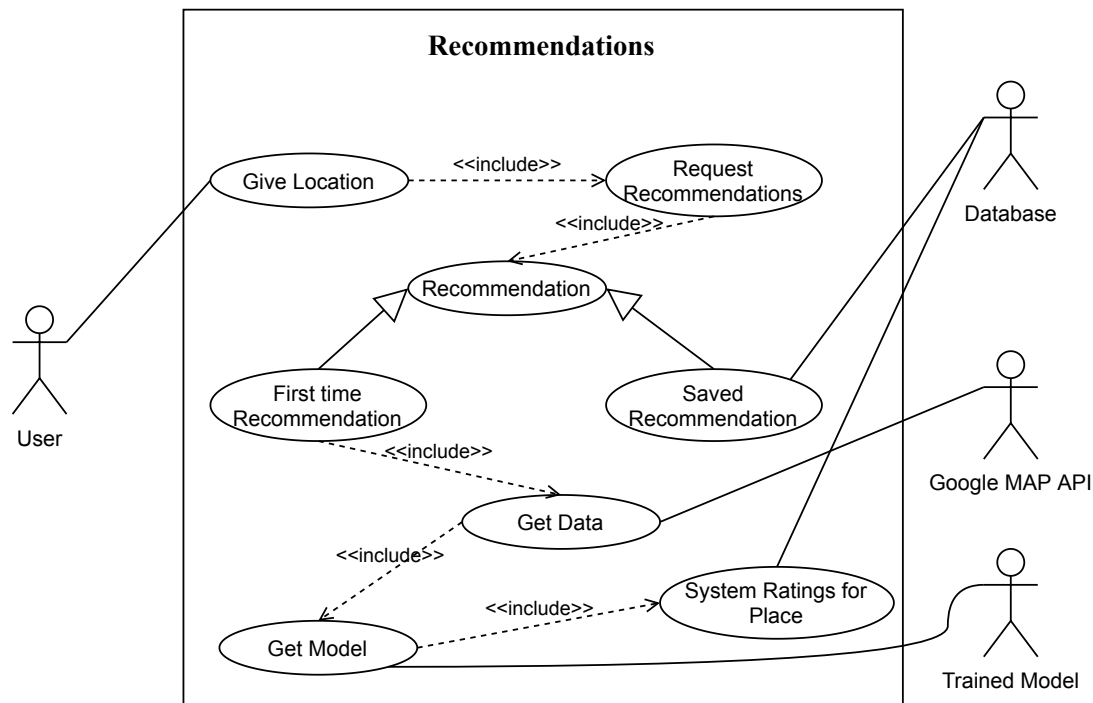 Recommendations
Give Location
<<include>>
Request
Recommendations
Database
<<include>>
Recommendation
User
First time
Recommendation
Saved
Recommendation
Google MAP API
<<include>>
Get Data
<<include>>
System Ratings for
Place
<<include>>
Get Model
Trained Model